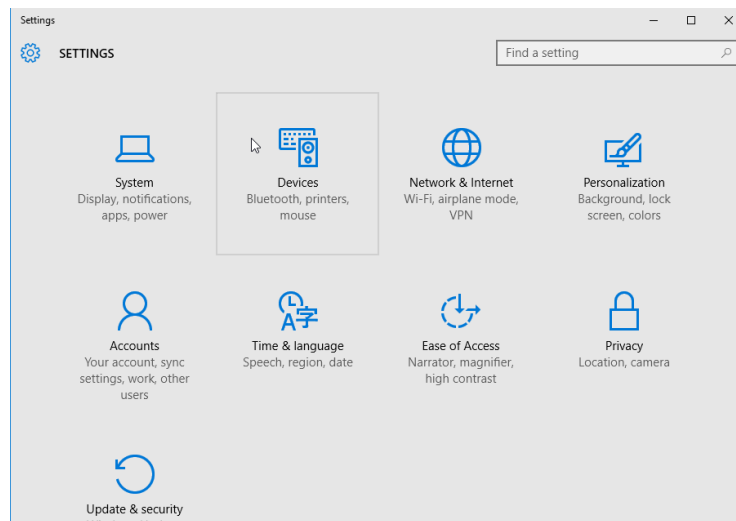 Settings
SETTINGS
Find a setting
System
Display, notifications,
apps, power
Devices
Bluetooth, printers,
mouse
Network & Internet
Wi-Fi, airplane mode,
VPN
Personalization
Background, lock
screen, colors
Accounts
Your account, sync
settings, work, other
users
Time & language
Speech, region, date
Ease of Access
Narrator, magnifier,
high contrast
Privacy
Location, camera
Update & security